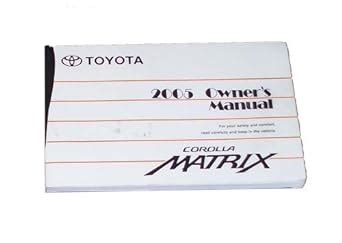 TOYOTA
2005 Owner's
Manual
For your safety and comfort,
read carefully and keep in the vehicle.
COROLLA
MATRIX